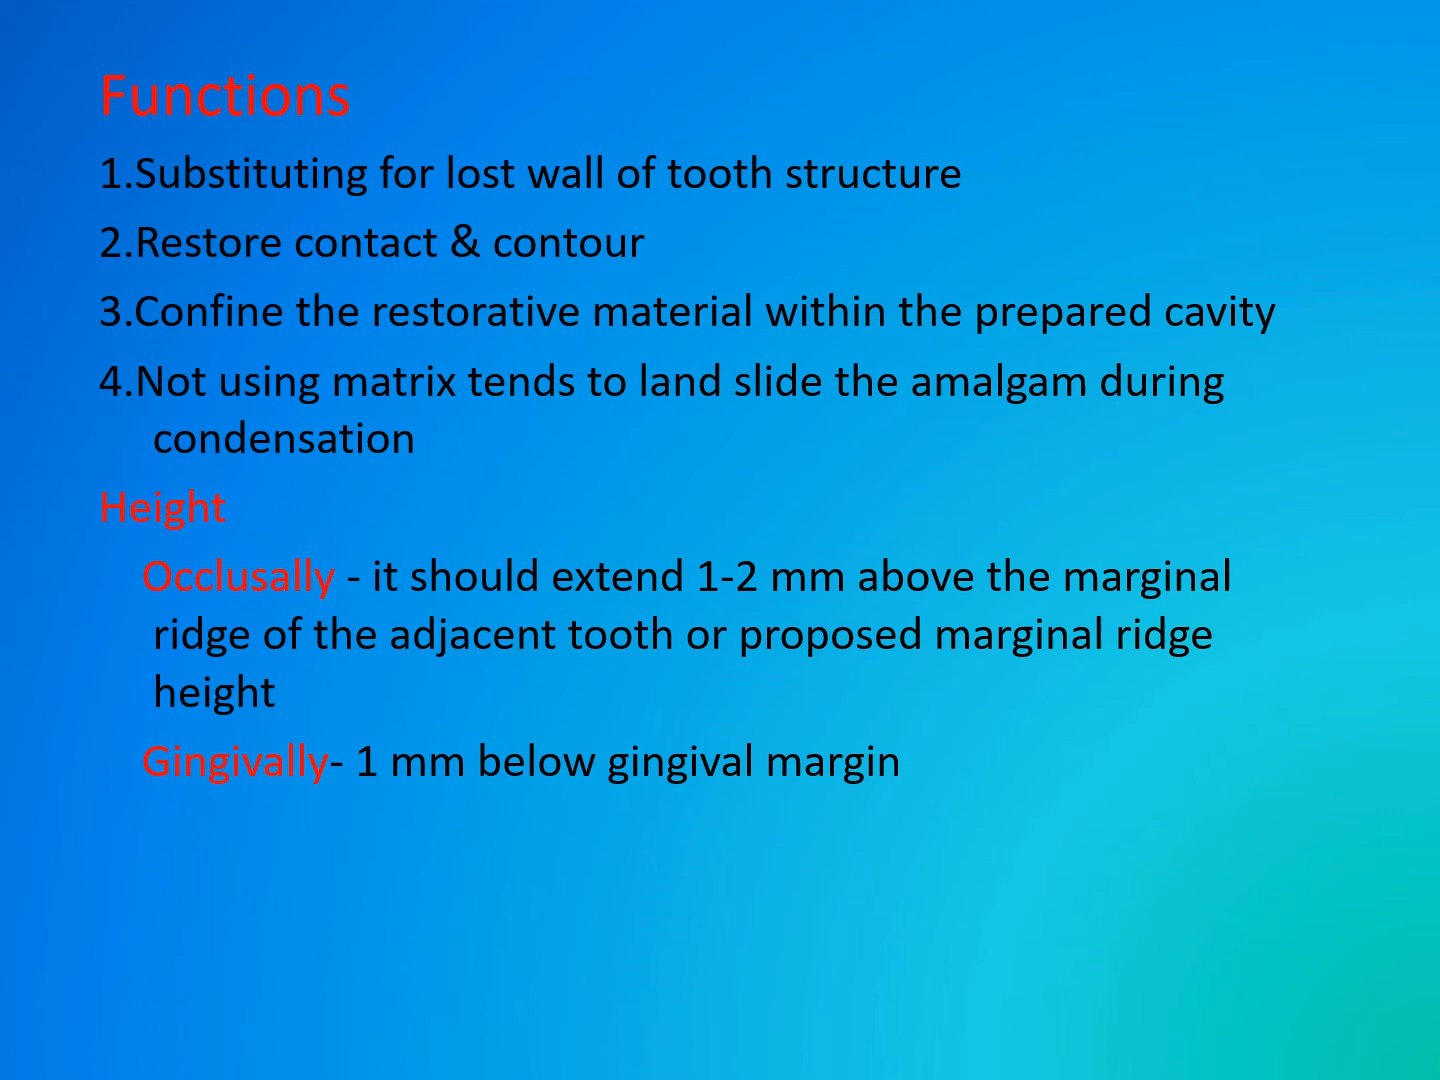 Functions
1.Substituting for lost wall of tooth structure
2.Restore contact & contour
3.Confine the restorative material within the prepared cavity
4.Not using matrix tends to land slide the amalgam during
condensation
Height
Occlusally - it should extend 1-2 mm above the marginal
ridge of the adjacent tooth or proposed marginal ridge
height
Gingivally- 1 mm below gingival margin